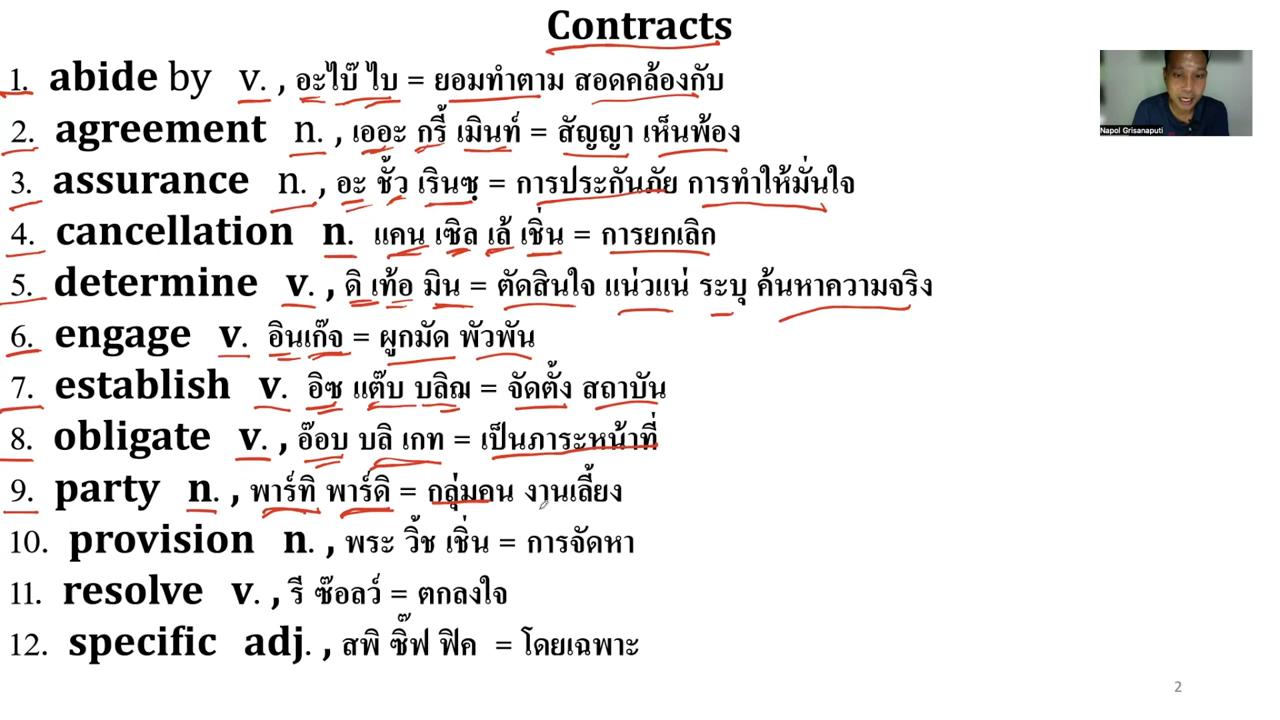 Contracts
1. abide by v. , อะไบ๊ ไบ = ยอมทำตาม สอดคล้องกับ
Napol Grisanaputi
2. agreement n. , เออะ กรี้ เมินท์ = สัญญา เห็นพ้อง
3. assurance n. , อะ ชั้ว เรินซฺ = การประกันภัย การทำให้มั่นใจ
4. cancellation n. แคน เซิล เล้ เชิ่น = การยกเลิก
5. determine v. , ดิ เท้อ มิน = ตัดสินใจ แน่วแน่ ระบุ ค้นหาความจริง
6. engage v. อินเก๊จ = ผูกมัด พัวพัน
7. establish v. อิซ แต๊บ บลิฌ = จัดตั้ง สถาบัน
8. obligate v. , อ๊อบ บลิ เกท = เป็นภาระหน้าที่
9. party n. , พาร์ทิ พาร์ดิ = กลุ่มคน งานเลี้ยง
10. provision n. , พระ วิ้ช เชิ่น = การจัดหา
11. resolve v. , รี ซ๊อลว์ = ตกลงใจ
12. specific adj. , สพิ ซิ๊ฟ ฟิค = โดยเฉพาะ
2